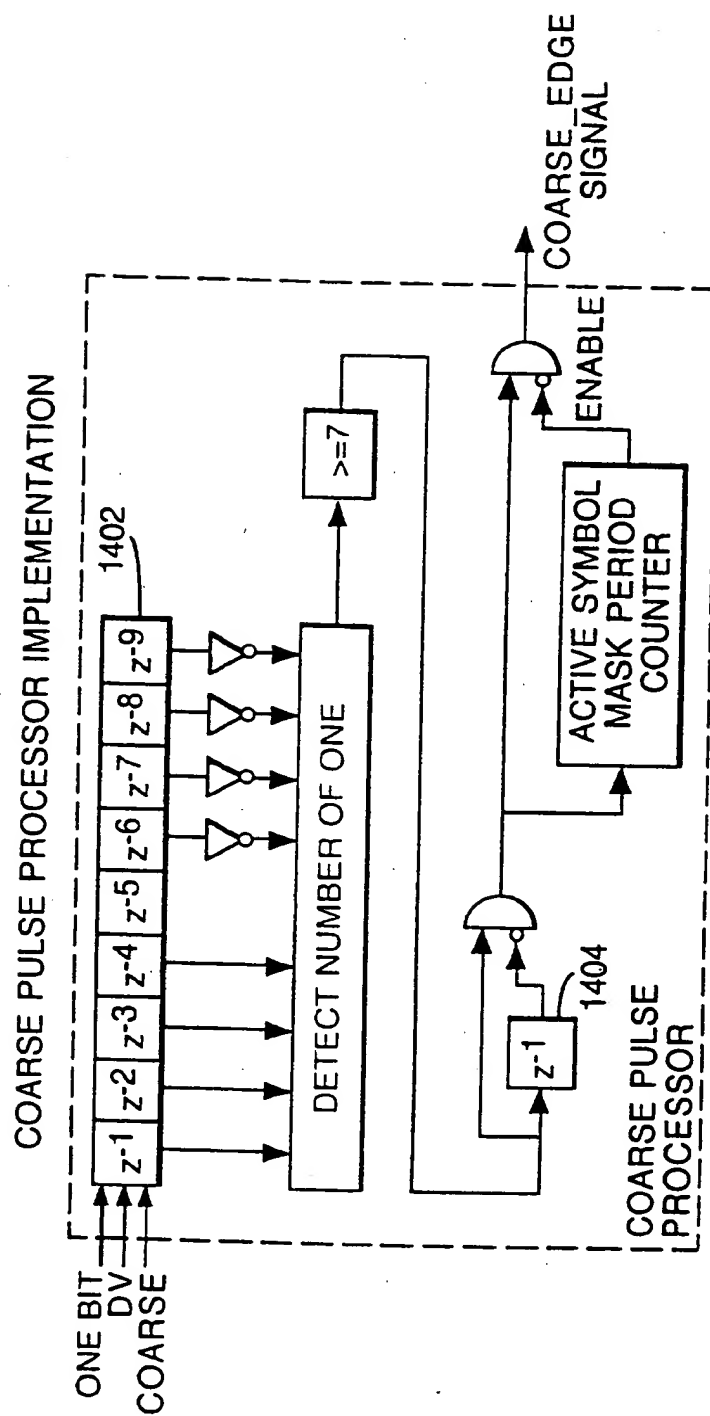 COARSE PULSE PROCESSOR IMPLEMENTATION
ONE BIT
DV
COARSE
z-1 z-2 z-3 z-4 z-5 z-6 z-7 z-8 z-9
1402
DETECT NUMBER OF ONE
>=7
z-1
1404
ACTIVE SYMBOL
MASK PERIOD
COUNTER
ENABLE
COARSE_EDGE
SIGNAL
COARSE PULSE
PROCESSOR